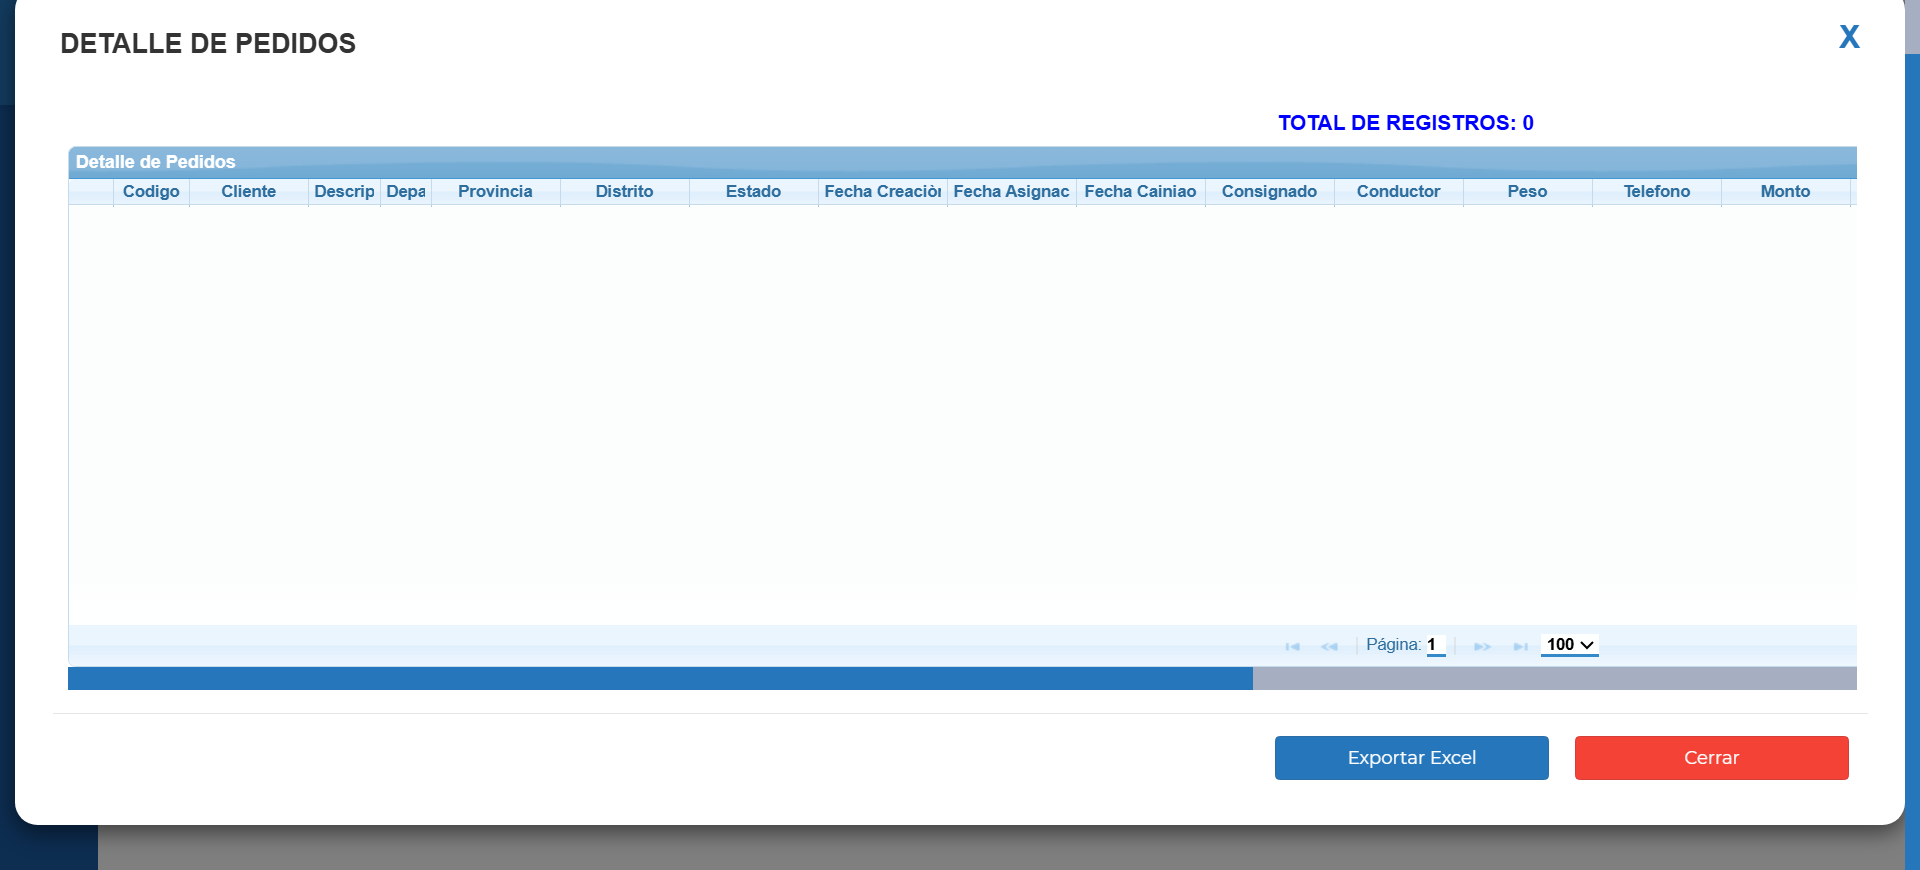 DETALLE DE PEDIDOS
X
TOTAL DE REGISTROS: 0
Detalle de Pedidos
Codigo Cliente Descrip Depa Provincia Distrito Estado Fecha Creaciòn Fecha Asignac Fecha Cainiao Consignado Conductor Peso Telefono Monto
Página: 1 100
Exportar Excel Cerrar